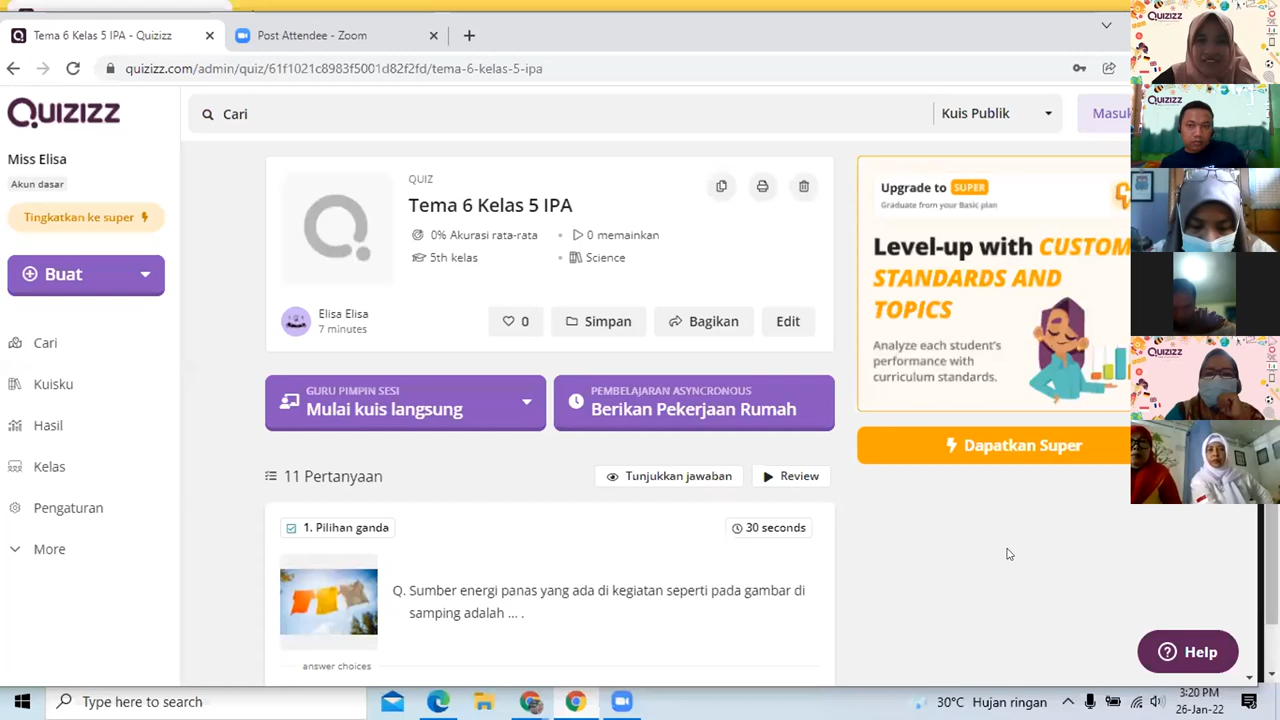 Tema 6 Kelas 5 IPA - Quizizz
Post Attendee - Zoom
quizizz.com/admin/quiz/61f1021c8983f5001d82f2fd/tema-6-kelas-5-ipa
QUIZIZZ
Cari
Kuis Publik
Masuk
Miss Elisa
Akun dasar
Tingkatkan ke super
Buat
Cari
Kuisku
Hasil
Kelas
Pengaturan
More
QUIZ
Tema 6 Kelas 5 IPA
0% Akurasi rata-rata
0 memainkan
5th kelas
Science
Elisa Elisa
7 minutes
0
Simpan
Bagikan
Edit
GURU PIMPIN SESI
Mulai kuis langsung
PEMBELAJARAN ASYNCRONOUS
Berikan Pekerjaan Rumah
11 Pertanyaan
Tunjukkan jawaban
Review
1. Pilihan ganda
30 seconds
Q. Sumber energi panas yang ada di kegiatan seperti pada gambar di
samping adalah ... .
answer choices
Upgrade to SUPER
Graduate from your Basic plan
Level-up with CUSTOM
STANDARDS AND
TOPICS
Analyze each student's
performance with
curriculum standards.
Dapatkan Super
QUIZIZZ
QUIZIZZ
QUIZIZZ
Help
Type here to search
30°C Hujan ringan
3:20 PM
26-Jan-22